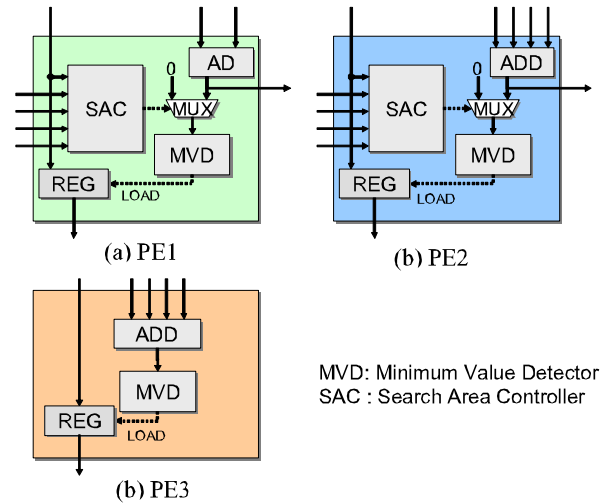 AD
0
SAC
MUX
MVD
REG
LOAD
(a) PE1
ADD
0
SAC
MUX
MVD
REG
LOAD
(b) PE2
ADD
MVD
REG
LOAD
(b) PE3
MVD: Minimum Value Detector
SAC : Search Area Controller